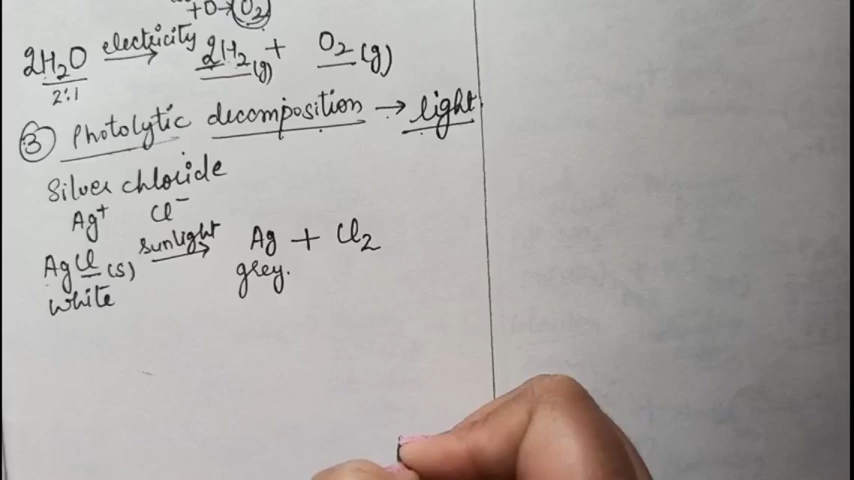 +O→O2
2H2O electricity→ 2H2(g) + O2(g)
2:1
③ Photolytic decomposition → light
Silver chloride
Ag+ Cl-
AgCl(s) sunlight→ Ag + Cl2
white grey.